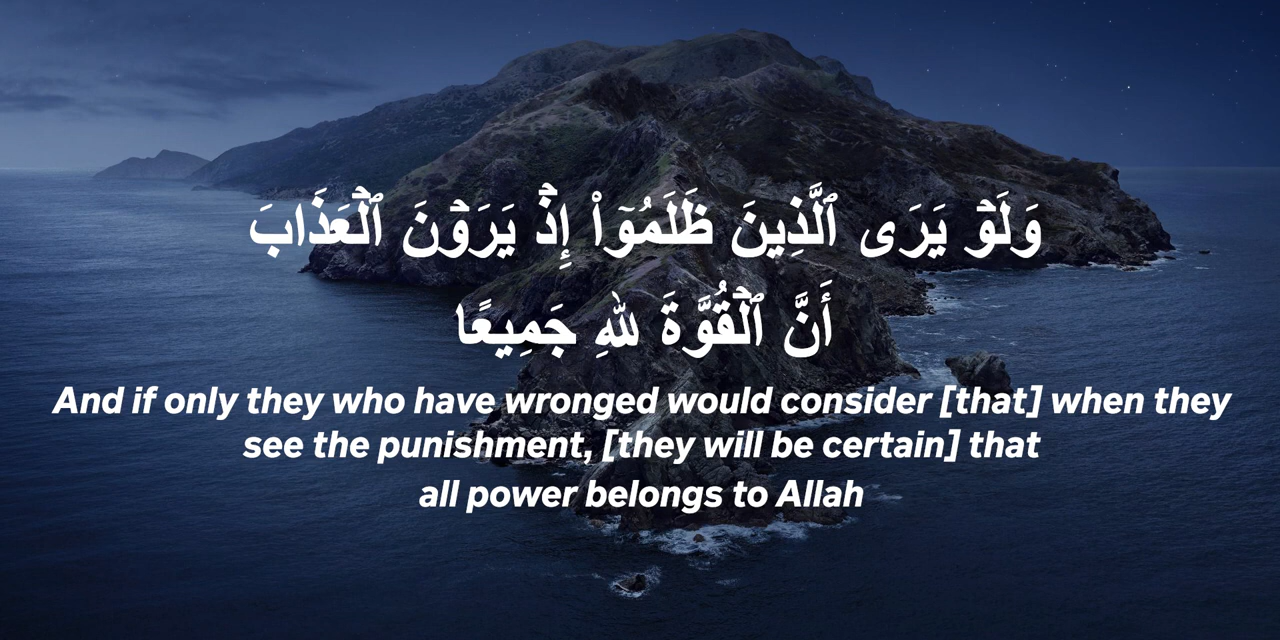 وَلَوۡ يَرَى ٱلَّذِينَ ظَلَمُوٓاْ إِذۡ يَرَوۡنَ ٱلۡعَذَابَ
أَنَّ ٱلۡقُوَّةَ لِلَّهِ جَمِيعًا
And if only they who have wronged would consider [that] when they
see the punishment, [they will be certain] that
all power belongs to Allah